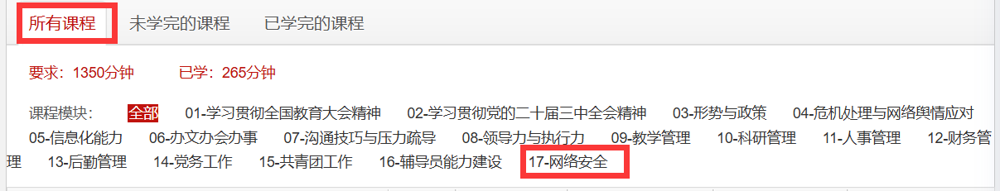 所有课程 未学完的课程 已学完的课程
要求：1350分钟 已学：265分钟
课程模块： 全部 01-学习贯彻全国教育大会精神 02-学习贯彻党的二十届三中全会精神 03-形势与政策 04-危机处理与网络舆情应对
05-信息化能力 06-办文办会办事 07-沟通技巧与压力疏导 08-领导力与执行力 09-教学管理 10-科研管理 11-人事管理 12-财务管
理 13-后勤管理 14-党务工作 15-共青团工作 16-辅导员能力建设 17-网络安全